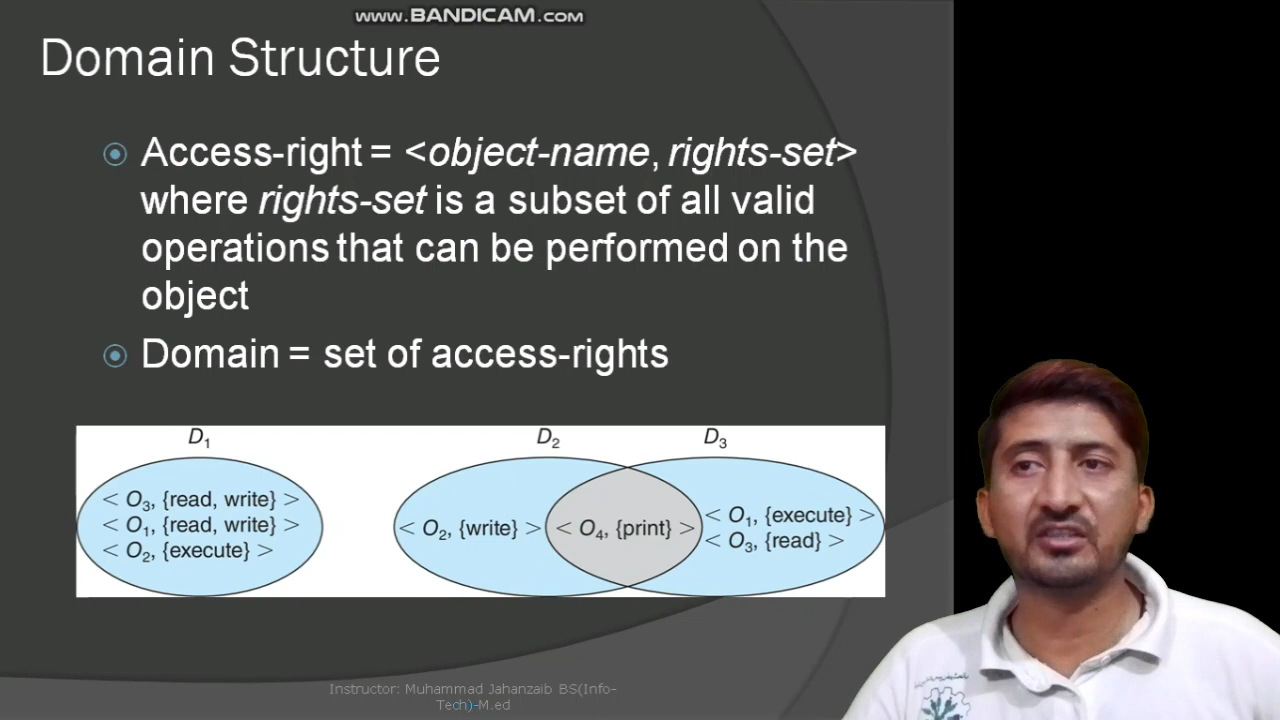 www.BANDICAM.com
Domain Structure
Access-right = <object-name, rights-set>
where rights-set is a subset of all valid
operations that can be performed on the
object
Domain = set of access-rights
D1
D2
D3
< O3, {read, write} >
< O1, {read, write} >
< O2, {execute} >
< O2, {write} >
< O4, {print} >
< O1, {execute} >
< O3, {read} >
Instructor: Muhammad Jahanzaib BS(Info-
Tech)-M.ed